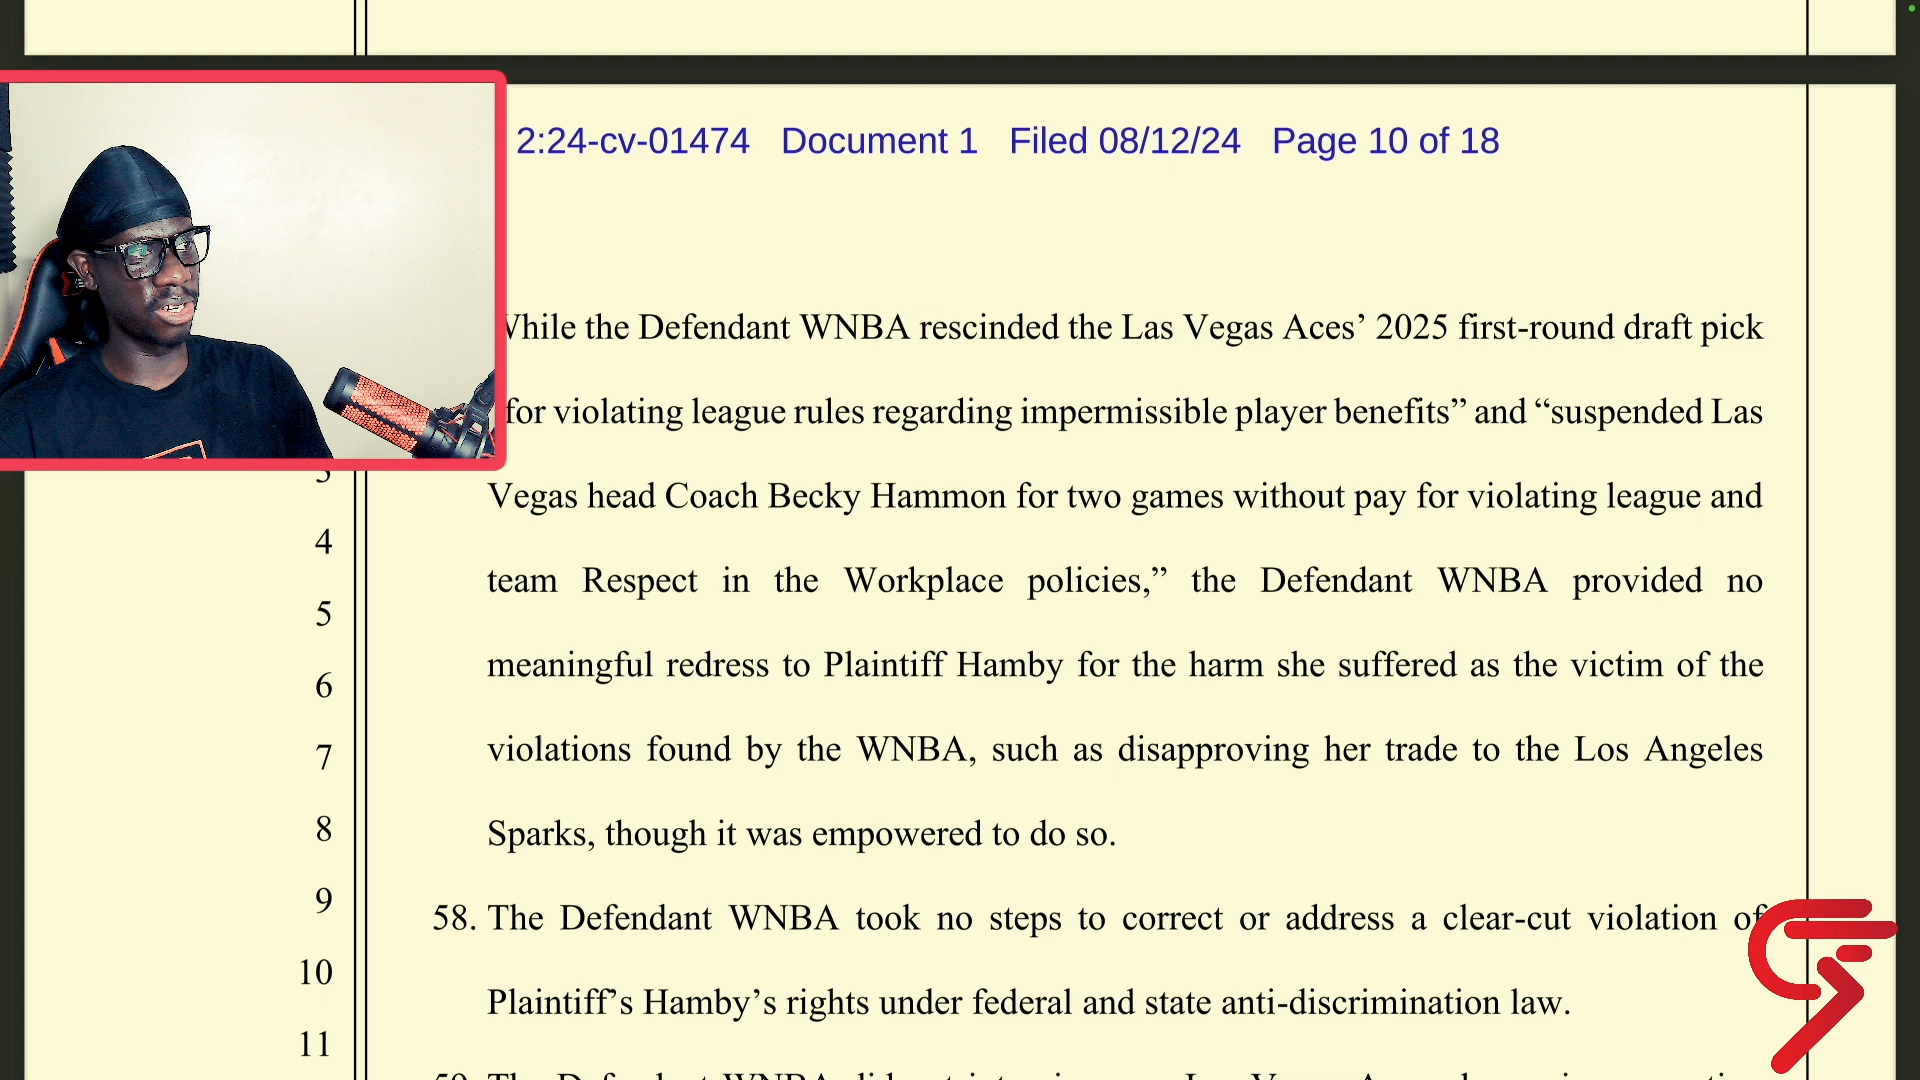 2:24-cv-01474 Document 1 Filed 08/12/24 Page 10 of 18
While the Defendant WNBA rescinded the Las Vegas Aces’ 2025 first-round draft pick
for violating league rules regarding impermissible player benefits” and “suspended Las
3
Vegas head Coach Becky Hammon for two games without pay for violating league and
4
team Respect in the Workplace policies,” the Defendant WNBA provided no
5
meaningful redress to Plaintiff Hamby for the harm she suffered as the victim of the
6
violations found by the WNBA, such as disapproving her trade to the Los Angeles
7
Sparks, though it was empowered to do so.
8
9
58. The Defendant WNBA took no steps to correct or address a clear-cut violation of
10
Plaintiff’s Hamby’s rights under federal and state anti-discrimination law.
11